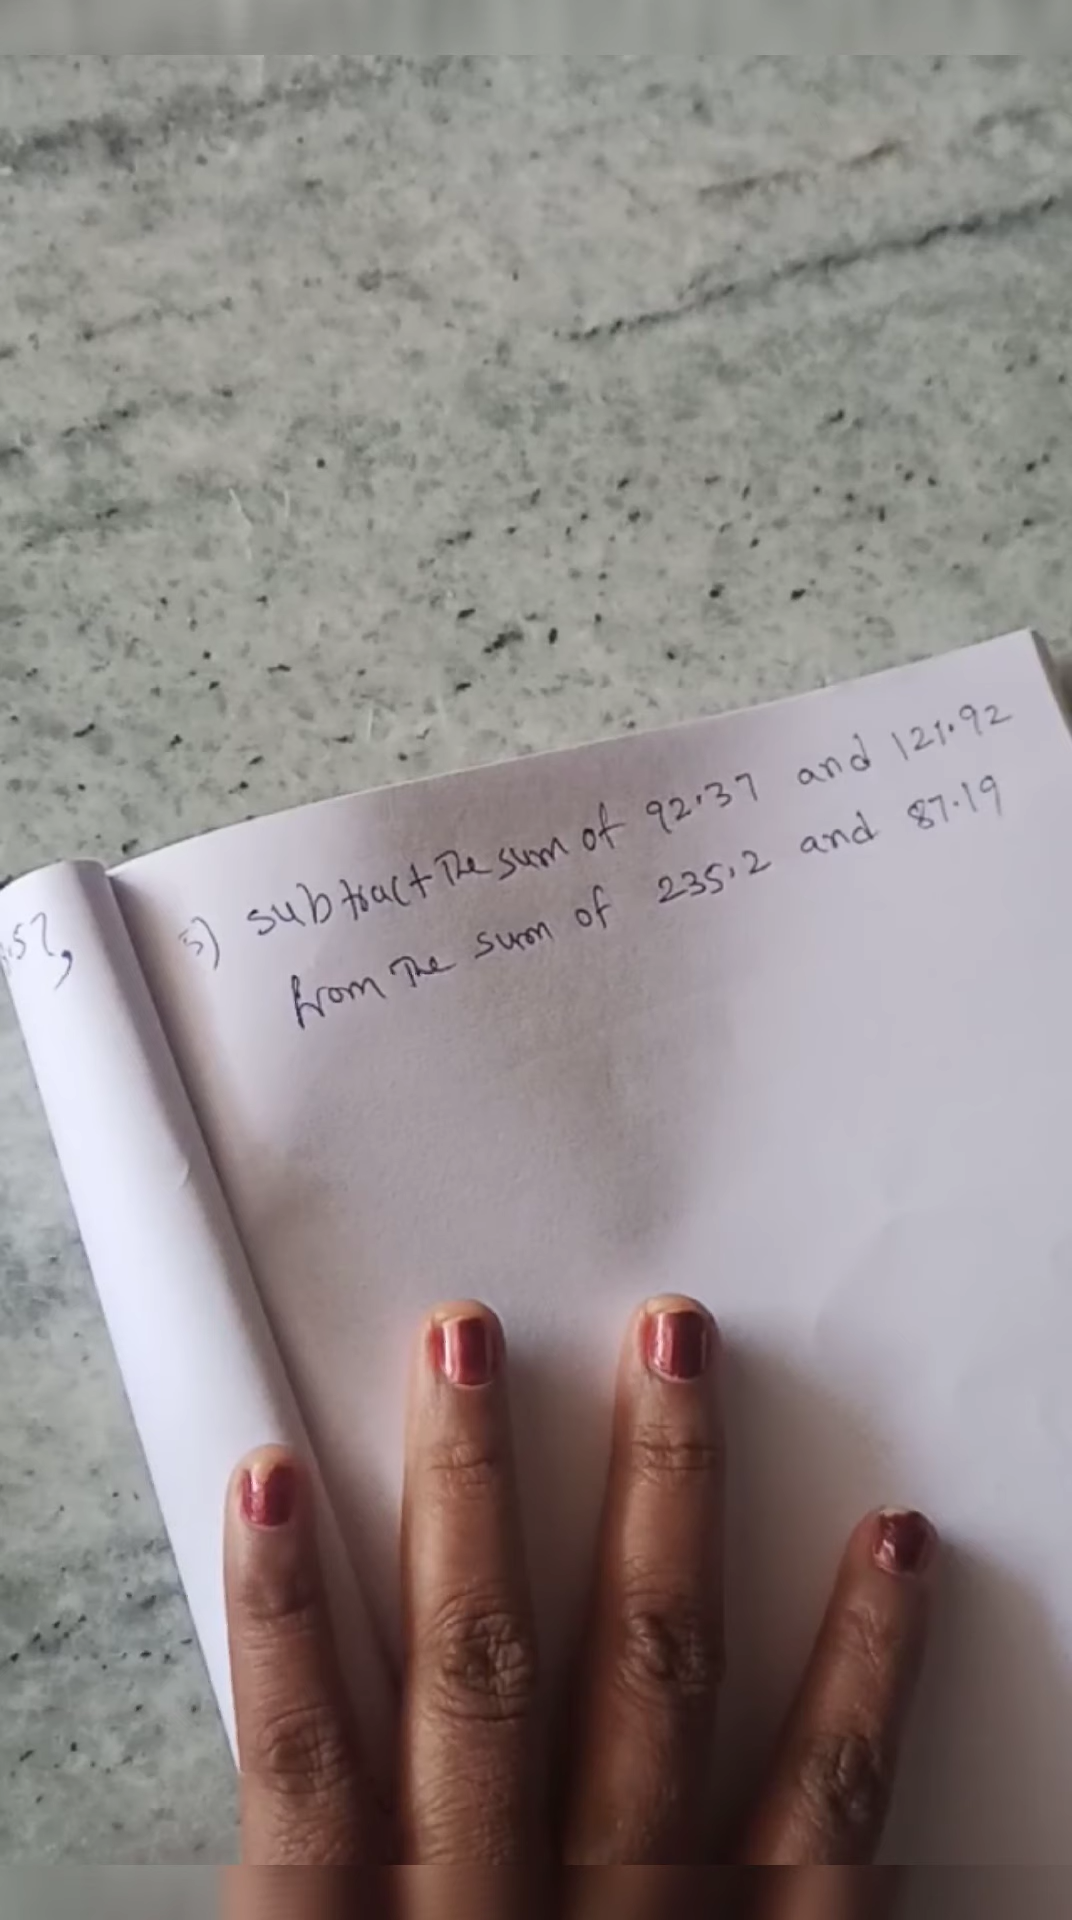 5) subtract The sum of 92.37 and 121.92
from The sum of 235.2 and 87.19